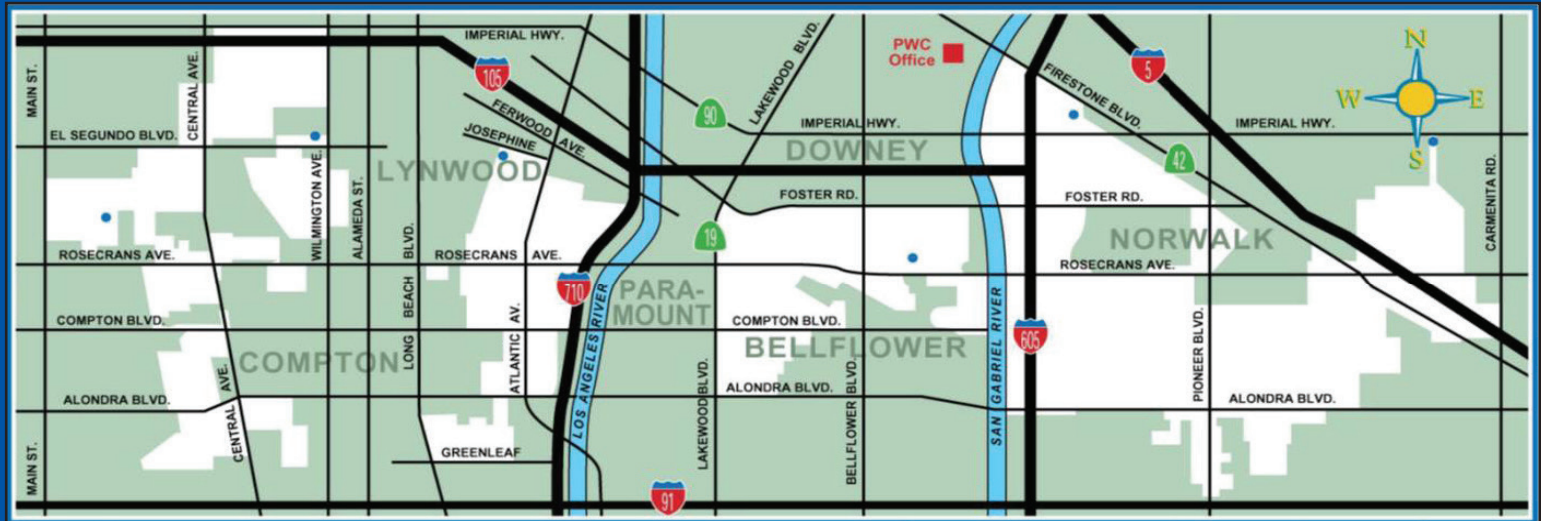 IMPERIAL HWY.
LAKEWOOD BLVD.
PWC
Office
N
MAIN ST.
CENTRAL AVE.
105
5
FIRESTONE BLVD.
W
E
FERWOOD AVE.
90
EL SEGUNDO BLVD.
JOSEPHINE
IMPERIAL HWY.
IMPERIAL HWY.
S
LYNWOOD
DOWNEY
42
WILMINGTON AVE.
ALAMEDA ST.
FOSTER RD.
FOSTER RD.
CARMENITA RD.
19
NORWALK
ROSECRANS AVE.
LONG BEACH BLVD.
ROSECRANS AVE.
ROSECRANS AVE.
710
PARA-
MOUNT
LOS ANGELES RIVER
SAN GABRIEL RIVER
COMPTON BLVD.
COMPTON BLVD.
605
PIONEER BLVD.
COMPTON
ATLANTIC AV.
BELLFLOWER
ALONDRA BLVD.
CENTRAL AVE.
LAKEWOOD BLVD.
ALONDRA BLVD.
BELLFLOWER BLVD.
ALONDRA BLVD.
GREENLEAF
MAIN ST.
91